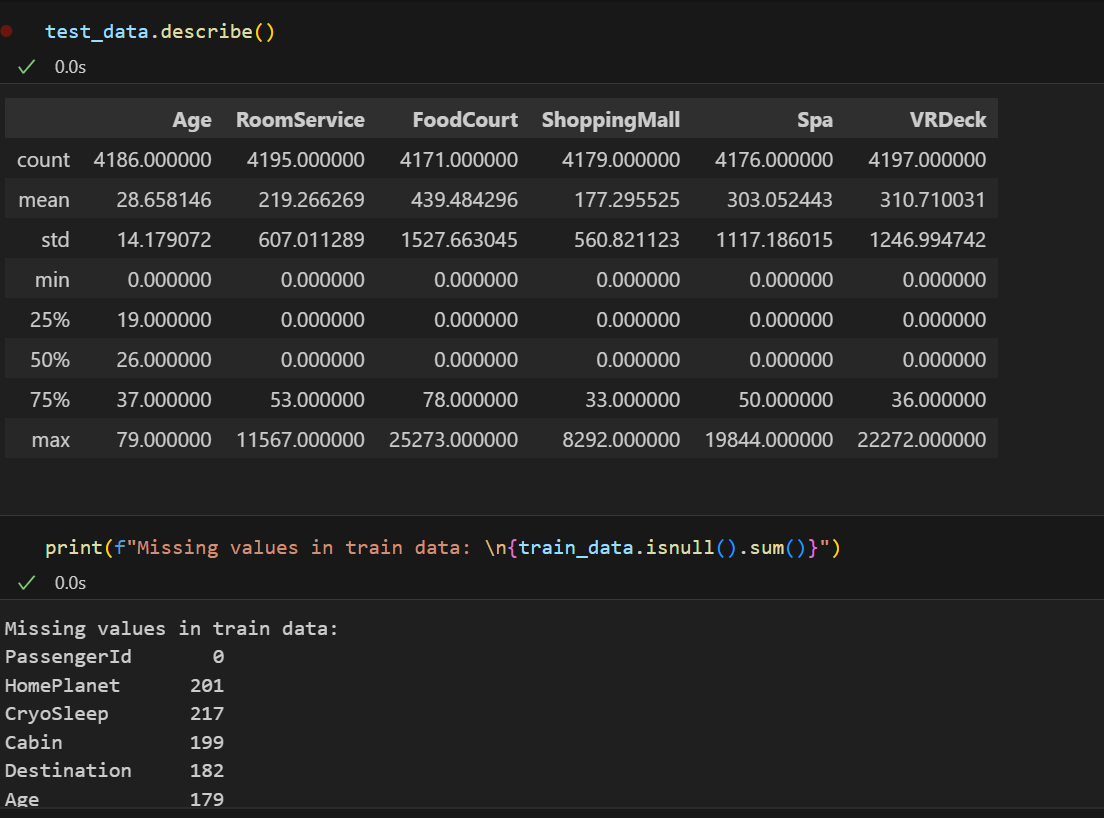 test_data.describe()
0.0s
Age RoomService FoodCourt ShoppingMall Spa VRDeck
count 4186.000000 4195.000000 4171.000000 4179.000000 4176.000000 4197.000000
mean 28.658146 219.266269 439.484296 177.295525 303.052443 310.710031
std 14.179072 607.011289 1527.663045 560.821123 1117.186015 1246.994742
min 0.000000 0.000000 0.000000 0.000000 0.000000 0.000000
25% 19.000000 0.000000 0.000000 0.000000 0.000000 0.000000
50% 26.000000 0.000000 0.000000 0.000000 0.000000 0.000000
75% 37.000000 53.000000 78.000000 33.000000 50.000000 36.000000
max 79.000000 11567.000000 25273.000000 8292.000000 19844.000000 22272.000000
print(f"Missing values in train data: \n{train_data.isnull().sum()}")
0.0s
Missing values in train data:
PassengerId 0
HomePlanet 201
CryoSleep 217
Cabin 199
Destination 182
Age 179